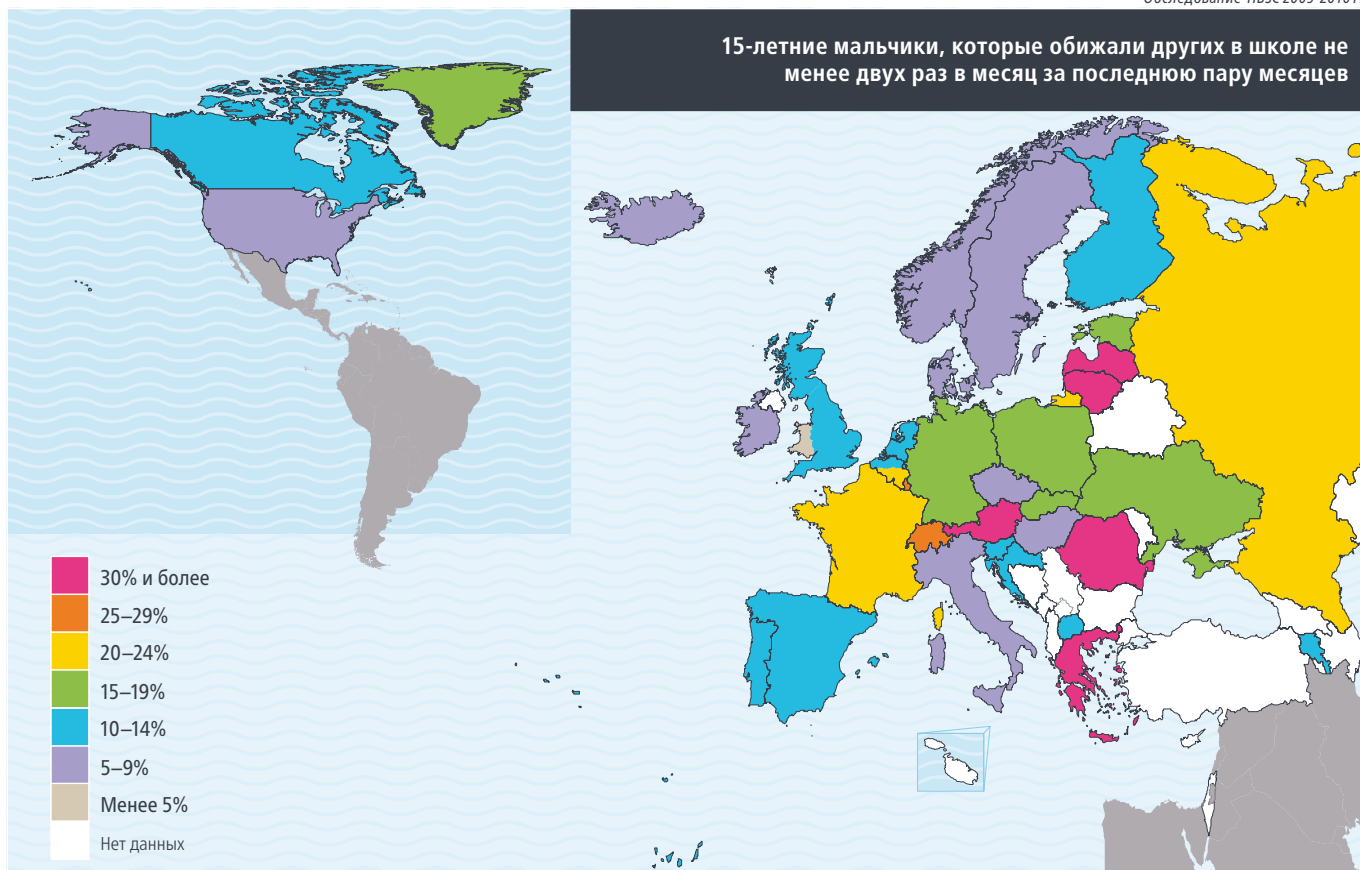 15-летние мальчики, которые обижали других в школе не
менее двух раз в месяц за последнюю пару месяцев
30% и более
25–29%
20–24%
15–19%
10–14%
5–9%
Менее 5%
Нет данных